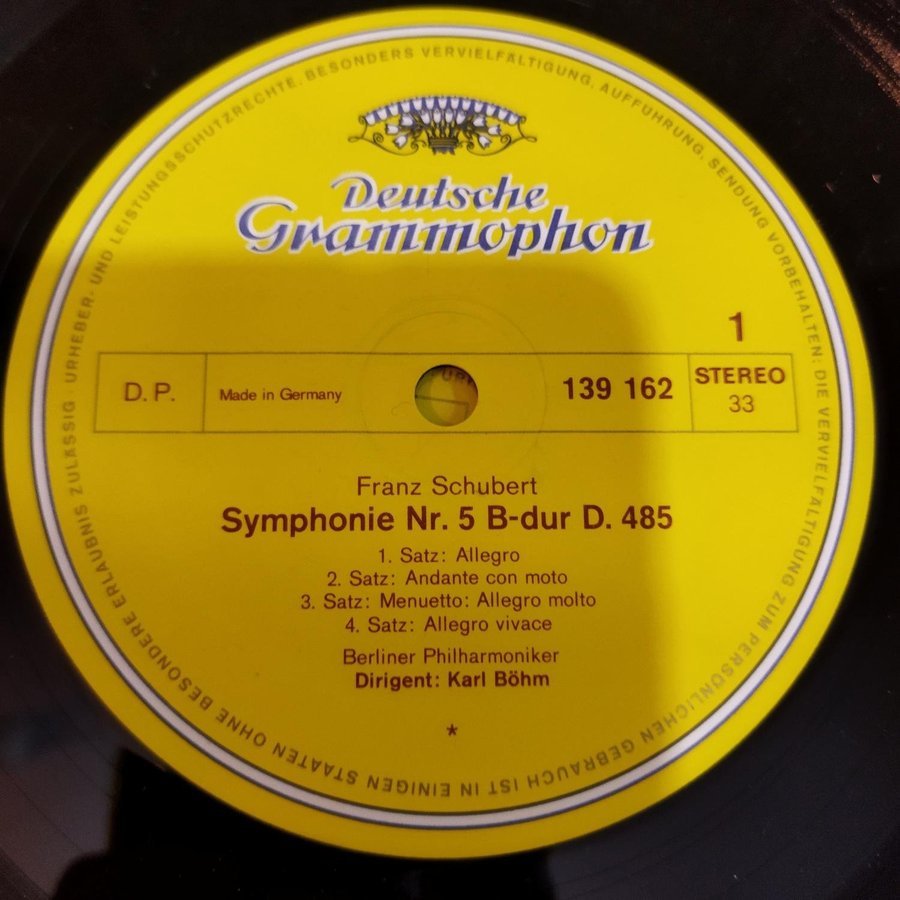 Deutsche
Grammophon
1
D. P.
Made in Germany
139 162
STEREO
33
Franz Schubert
Symphonie Nr. 5 B-dur D. 485
1. Satz: Allegro
2. Satz: Andante con moto
3. Satz: Menuetto: Allegro molto
4. Satz: Allegro vivace
Berliner Philharmoniker
Dirigent: Karl Böhm
*
URHEBER- UND LEISTUNGSSCHUTZRECHTE, BESONDERS VERVIELFÄLTIGUNG, AUFFÜHRUNG, SENDUNG VORBEHALTEN; DIE VERVIELFÄLTIGUNG ZUM PERSÖNLICHEN GEBRAUCH IST IN EINIGEN STAATEN OHNE BESONDERE ERLAUBNIS ZULÄSSIG ·